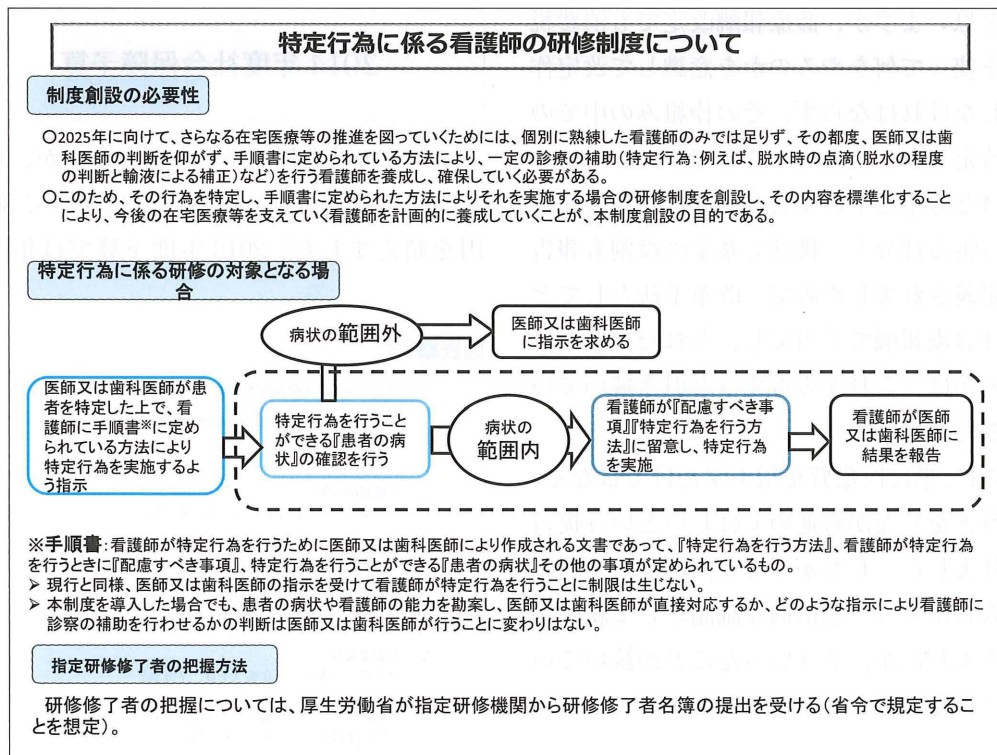 特定行為に係る看護師の研修制度について
制度創設の必要性
○2025年に向けて、さらなる在宅医療等の推進を図っていくためには、個別に熟練した看護師のみでは足りず、その都度、医師又は歯
科医師の判断を仰がず、手順書に定められている方法により、一定の診療の補助(特定行為:例えば、脱水時の点滴(脱水の程度
の判断と輸液による補正)など)を行う看護師を養成し、確保していく必要がある。
○このため、その行為を特定し、手順書に定められた方法によりそれを実施する場合の研修制度を創設し、その内容を標準化すること
により、今後の在宅医療等を支えていく看護師を計画的に養成していくことが、本制度創設の目的である。
特定行為に係る研修の対象となる場
合
病状の範囲外
医師又は歯科医師
に指示を求める
医師又は歯科医師が患
者を特定した上で、看
護師に手順書※に定め
られている方法により
特定行為を実施するよ
う指示
特定行為を行うこと
ができる『患者の病
状』の確認を行う
病状の
範囲内
看護師が『配慮すべき事
項』『特定行為を行う方
法』に留意し、特定行為
を実施
看護師が医師
又は歯科医師に
結果を報告
※手順書:看護師が特定行為を行うために医師又は歯科医師により作成される文書であって、『特定行為を行う方法』、看護師が特定行為
を行うときに『配慮すべき事項』、特定行為を行うことができる『患者の病状』その他の事項が定められているもの。
➢ 現行と同様、医師又は歯科医師の指示を受けて看護師が特定行為を行うことに制限は生じない。
➢ 本制度を導入した場合でも、患者の病状や看護師の能力を勘案し、医師又は歯科医師が直接対応するか、どのような指示により看護師に
診察の補助を行わせるかの判断は医師又は歯科医師が行うことに変わりはない。
指定研修修了者の把握方法
研修修了者の把握については、厚生労働省が指定研修機関から研修修了者名簿の提出を受ける(省令で規定するこ
とを想定)。